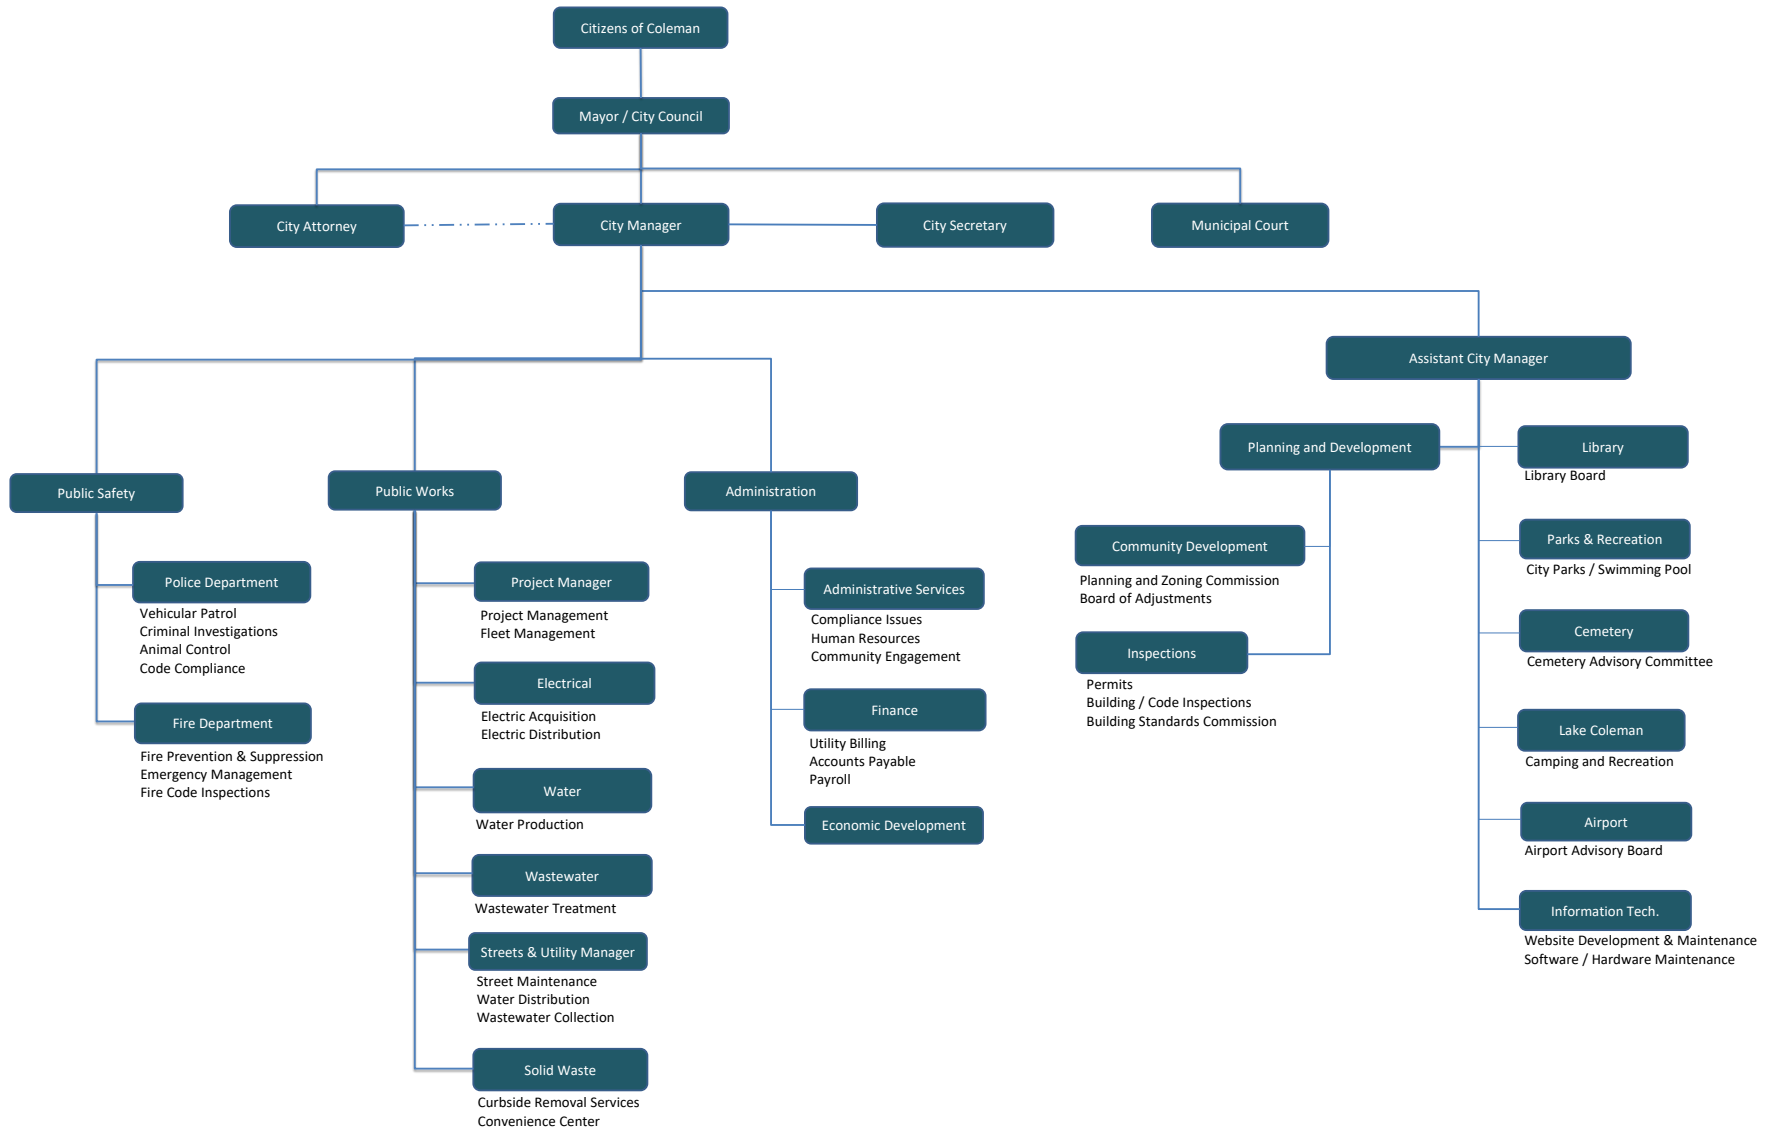 Citizens of Coleman
Mayor / City Council
City Attorney
City Manager
City Secretary
Municipal Court
Assistant City Manager
Public Safety
Police Department
Vehicular Patrol
Criminal Investigations
Animal Control
Code Compliance
Fire Department
Fire Prevention & Suppression
Emergency Management
Fire Code Inspections
Public Works
Project Manager
Project Management
Fleet Management
Electrical
Electric Acquisition
Electric Distribution
Water
Water Production
Wastewater
Wastewater Treatment
Streets & Utility Manager
Street Maintenance
Water Distribution
Wastewater Collection
Solid Waste
Curbside Removal Services
Convenience Center
Administration
Administrative Services
Compliance Issues
Human Resources
Community Engagement
Finance
Utility Billing
Accounts Payable
Payroll
Economic Development
Planning and Development
Community Development
Planning and Zoning Commission
Board of Adjustments
Inspections
Permits
Building / Code Inspections
Building Standards Commission
Library
Library Board
Parks & Recreation
City Parks / Swimming Pool
Cemetery
Cemetery Advisory Committee
Lake Coleman
Camping and Recreation
Airport
Airport Advisory Board
Information Tech.
Website Development & Maintenance
Software / Hardware Maintenance